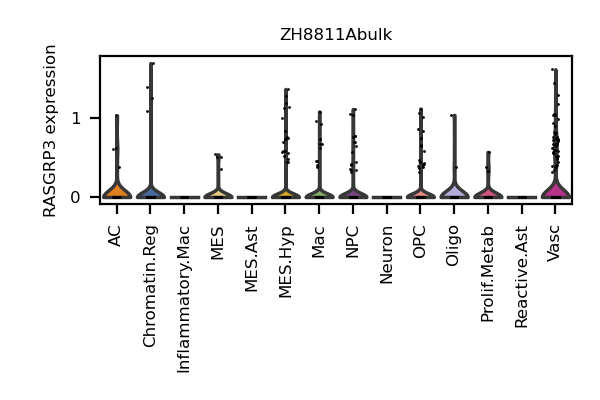 ZH8811Abulk
RASGRP3 expression
1
0
AC
Chromatin.Reg
Inflammatory.Mac
MES
MES.Ast
MES.Hyp
Mac
NPC
Neuron
OPC
Oligo
Prolif.Metab
Reactive.Ast
Vasc